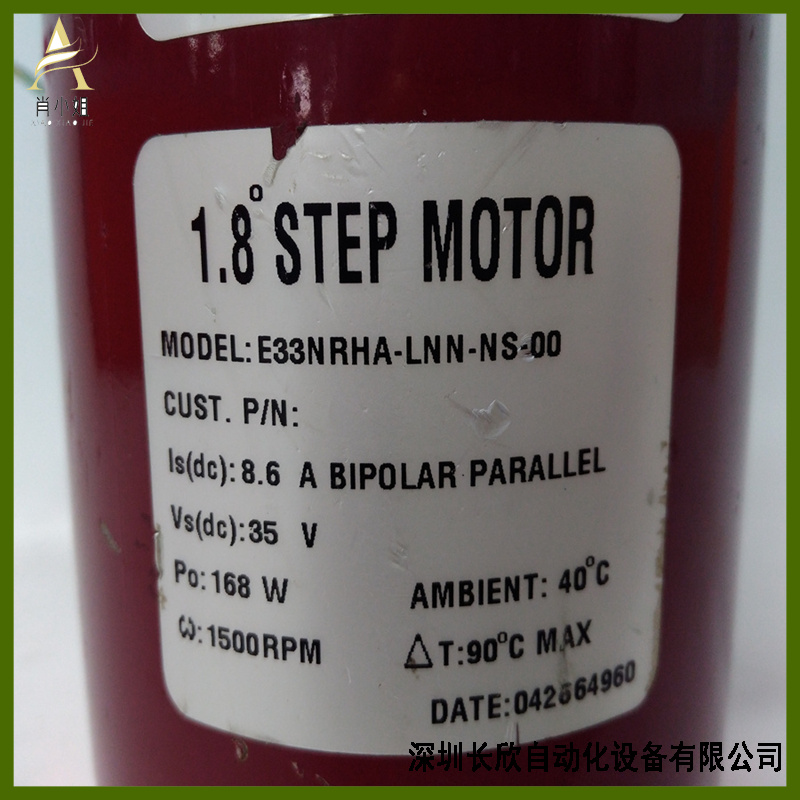 肖小姐
1.8° STEP MOTOR
MODEL: E33NRHA-LNN-NS-00
CUST. P/N:
Is(dc): 8.6 A BIPOLAR PARALLEL
Vs(dc): 35 V
Po: 168 W
AMBIENT: 40°C
ω: 1500RPM
ΔT: 90°C MAX
DATE: 042564960
深圳长欣自动化设备有限公司